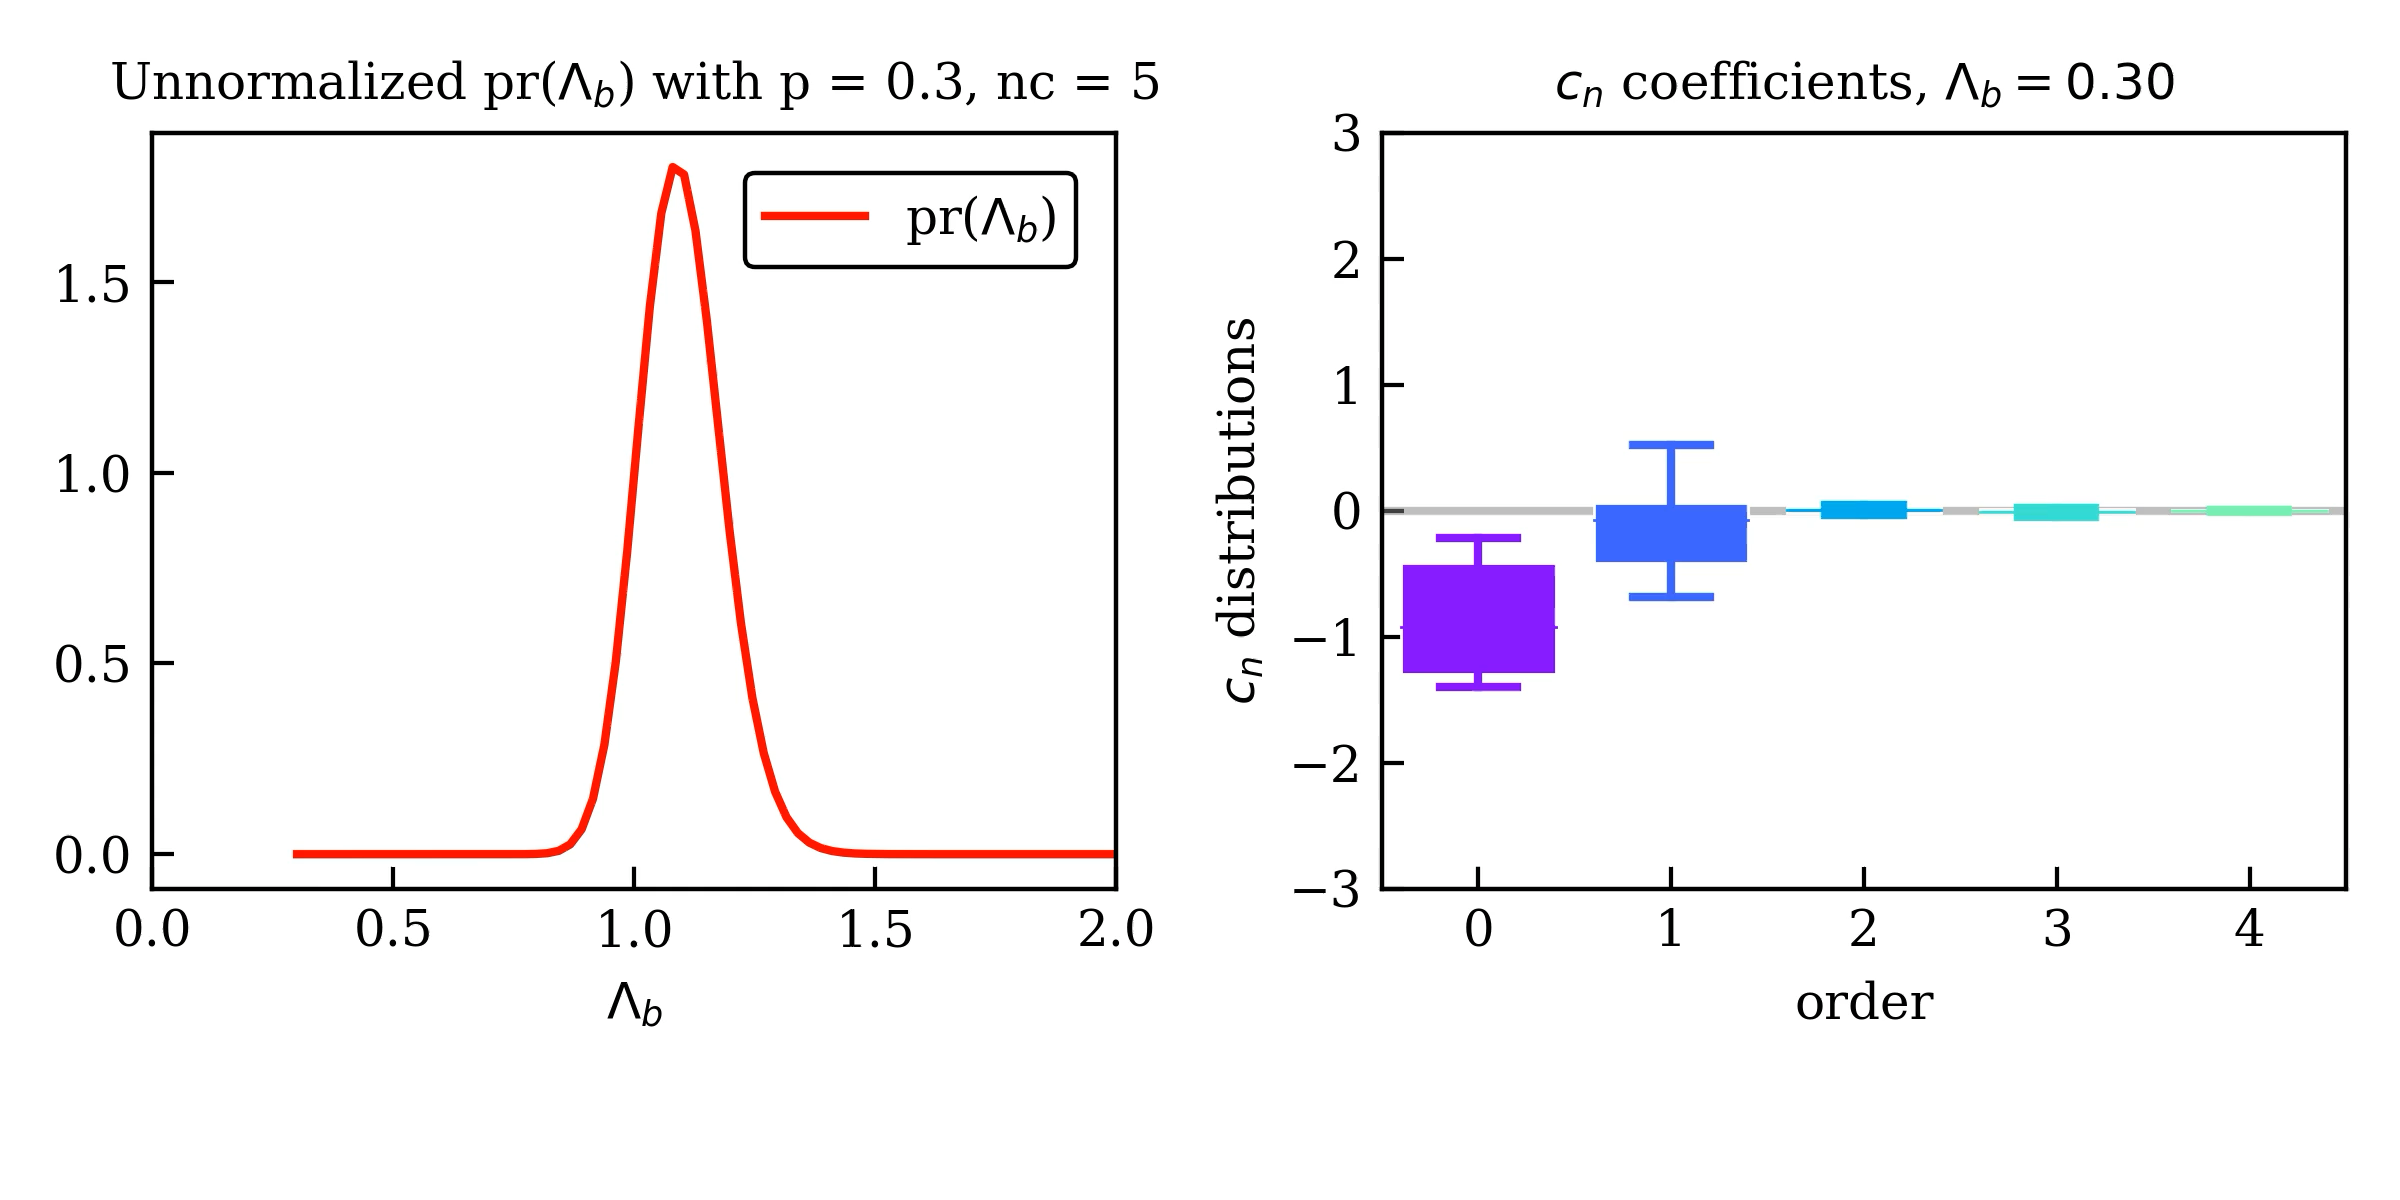 Unnormalized pr(Λ_b) with p = 0.3, nc = 5
pr(Λ_b)
1.5
1.0
0.5
0.0
0.0 0.5 1.0 1.5 2.0
Λ_b
c_n coefficients, Λ_b = 0.30
c_n distributions
3
2
1
0
−1
−2
−3
0 1 2 3 4
order